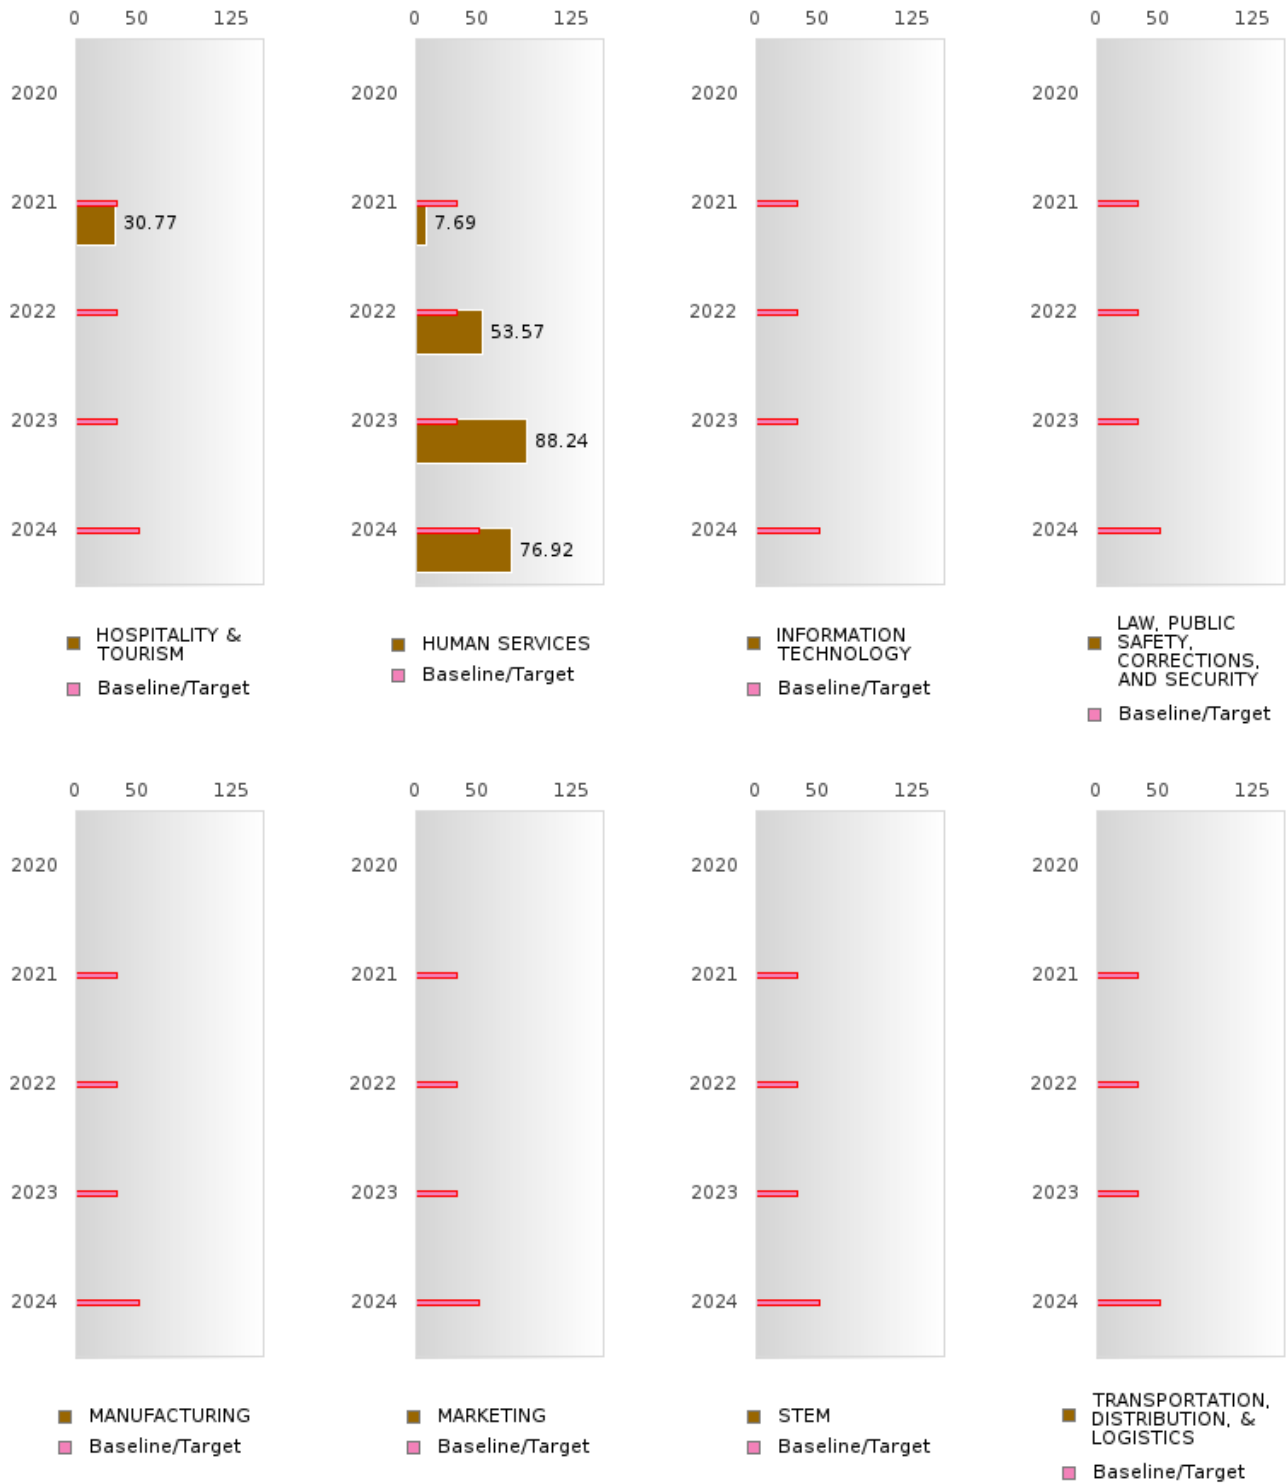 0 50 125
2020
2021
30.77
2022
2023
2024
HOSPITALITY &
TOURISM
Baseline/Target
0 50 125
2020
2021
7.69
2022
53.57
2023
88.24
2024
76.92
HUMAN SERVICES
Baseline/Target
0 50 125
2020
2021
2022
2023
2024
INFORMATION
TECHNOLOGY
Baseline/Target
0 50 125
2020
2021
2022
2023
2024
LAW, PUBLIC
SAFETY,
CORRECTIONS,
AND SECURITY
Baseline/Target
0 50 125
2020
2021
2022
2023
2024
MANUFACTURING
Baseline/Target
0 50 125
2020
2021
2022
2023
2024
MARKETING
Baseline/Target
0 50 125
2020
2021
2022
2023
2024
STEM
Baseline/Target
0 50 125
2020
2021
2022
2023
2024
TRANSPORTATION,
DISTRIBUTION, &
LOGISTICS
Baseline/Target